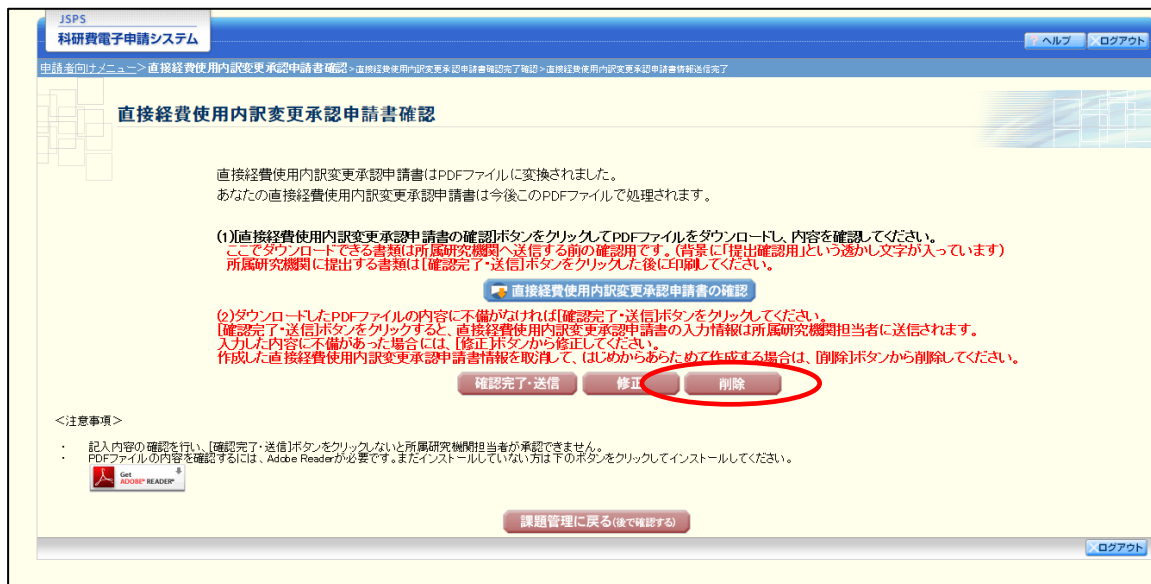 JSPS
科研費電子申請システム
ヘルプ
ログアウト
申請者向けメニュー>直接経費使用内訳変更承認申請書確認>直接経費使用内訳変更承認申請書確認完了確認>直接経費使用内訳変更承認申請書情報送信完了
直接経費使用内訳変更承認申請書確認
直接経費使用内訳変更承認申請書はPDFファイルに変換されました。
あなたの直接経費使用内訳変更承認申請書は今後このPDFファイルで処理されます。
(1)[直接経費使用内訳変更承認申請書の確認]ボタンをクリックしてPDFファイルをダウンロードし、内容を確認してください。
ここでダウンロードできる書類は所属研究機関へ送信する前の確認用です。(背景に「提出確認用」という透かし文字が入っています)
所属研究機関に提出する書類は[確認完了・送信]ボタンをクリックした後に印刷してください。
直接経費使用内訳変更承認申請書の確認
(2)ダウンロードしたPDFファイルの内容に不備がなければ[確認完了・送信]ボタンをクリックしてください。
[確認完了・送信]ボタンをクリックすると、直接経費使用内訳変更承認申請書の入力情報は所属研究機関担当者に送信されます。
入力した内容に不備があった場合には、[修正]ボタンから修正してください。
作成した直接経費使用内訳変更承認申請書情報を取消して、はじめからあらためて作成する場合は、[削除]ボタンから削除してください。
確認完了・送信 修正 削除
<注意事項>
・ 記入内容の確認を行い、[確認完了・送信]ボタンをクリックしないと所属研究機関担当者が承認できません。
・ PDFファイルの内容を確認するには、Adobe Readerが必要です。まだインストールしていない方は下のボタンをクリックしてインストールしてください。
Get
ADOBE® READER®
課題管理に戻る(後で確認する)
ログアウト